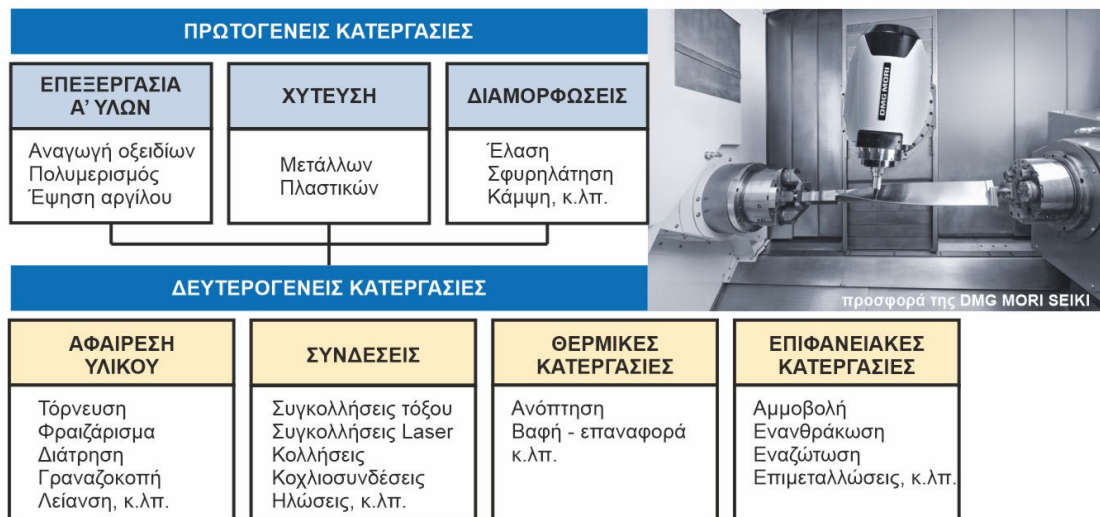 ΠΡΩΤΟΓΕΝΕΙΣ ΚΑΤΕΡΓΑΣΙΕΣ
ΕΠΕΞΕΡΓΑΣΙΑ
Α' ΥΛΩΝ
Αναγωγή οξειδίων
Πολυμερισμός
Έψηση αργίλου
ΧΥΤΕΥΣΗ
Μετάλλων
Πλαστικών
ΔΙΑΜΟΡΦΩΣΕΙΣ
Έλαση
Σφυρηλάτηση
Κάμψη, κ.λπ.
DMG MORI
προσφορά της DMG MORI SEIKI
ΔΕΥΤΕΡΟΓΕΝΕΙΣ ΚΑΤΕΡΓΑΣΙΕΣ
ΑΦΑΙΡΕΣΗ
ΥΛΙΚΟΥ
Τόρνευση
Φραιζάρισμα
Διάτρηση
Γραναζοκοπή
Λείανση, κ.λπ.
ΣΥΝΔΕΣΕΙΣ
Συγκολλήσεις τόξου
Συγκολλήσεις Laser
Κολλήσεις
Κοχλιοσυνδέσεις
Ηλώσεις, κ.λπ.
ΘΕΡΜΙΚΕΣ
ΚΑΤΕΡΓΑΣΙΕΣ
Ανόπτηση
Βαφή - επαναφορά
κ.λπ.
ΕΠΙΦΑΝΕΙΑΚΕΣ
ΚΑΤΕΡΓΑΣΙΕΣ
Αμμοβολή
Ενανθράκωση
Εναζώτωση
Επιμεταλλώσεις, κ.λπ.